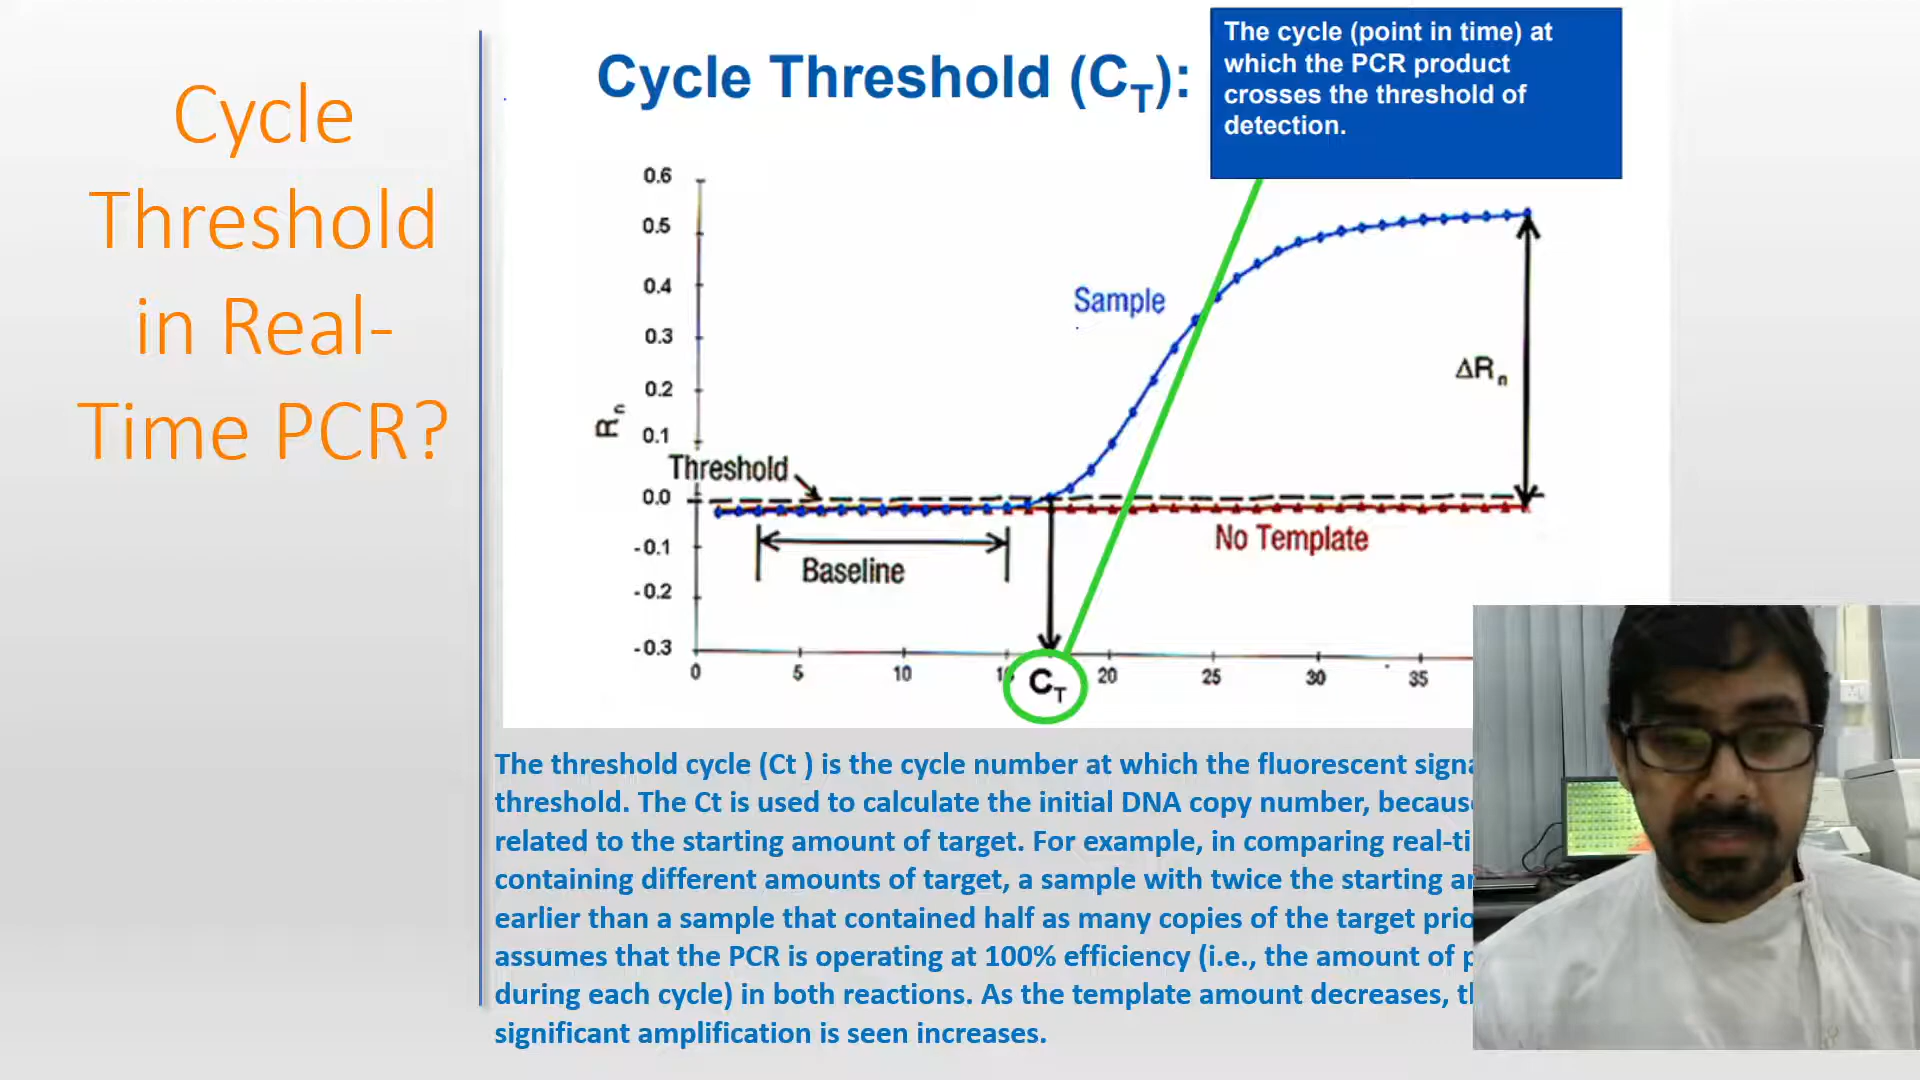 Cycle
Threshold
in Real-
Time PCR?
Cycle Threshold (CT):
The cycle (point in time) at
which the PCR product
crosses the threshold of
detection.
0.6
0.5
0.4
0.3
0.2
0.1
0.0
-0.1
-0.2
-0.3
Rn
Threshold
Sample
ΔRn
No Template
Baseline
0
5
10
CT
20
25
30
35
The threshold cycle (Ct ) is the cycle number at which the fluorescent
threshold. The Ct is used to calculate the initial DNA copy number,
related to the starting amount of target. For example, in comparing
containing different amounts of target, a sample with twice the starting
earlier than a sample that contained half as many copies of the target
assumes that the PCR is operating at 100% efficiency (i.e., the amount of
during each cycle) in both reactions. As the template amount decreases,
significant amplification is seen increases.